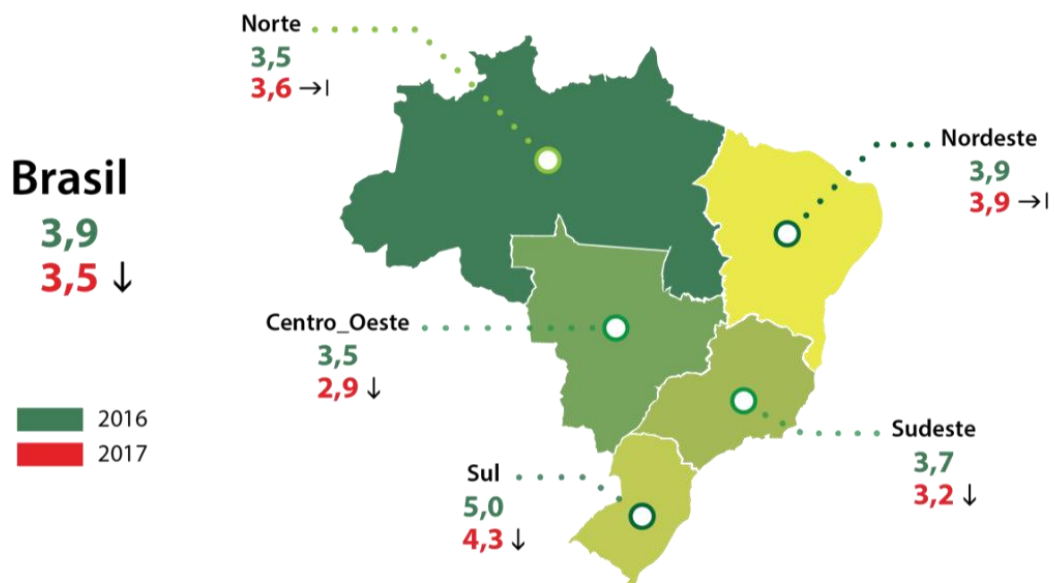 Norte
3,5
3,6 →I
Nordeste
3,9
3,9 →I
Brasil
3,9
3,5 ↓
Centro_Oeste
3,5
2,9 ↓
2016
2017
Sudeste
3,7
3,2 ↓
Sul
5,0
4,3 ↓